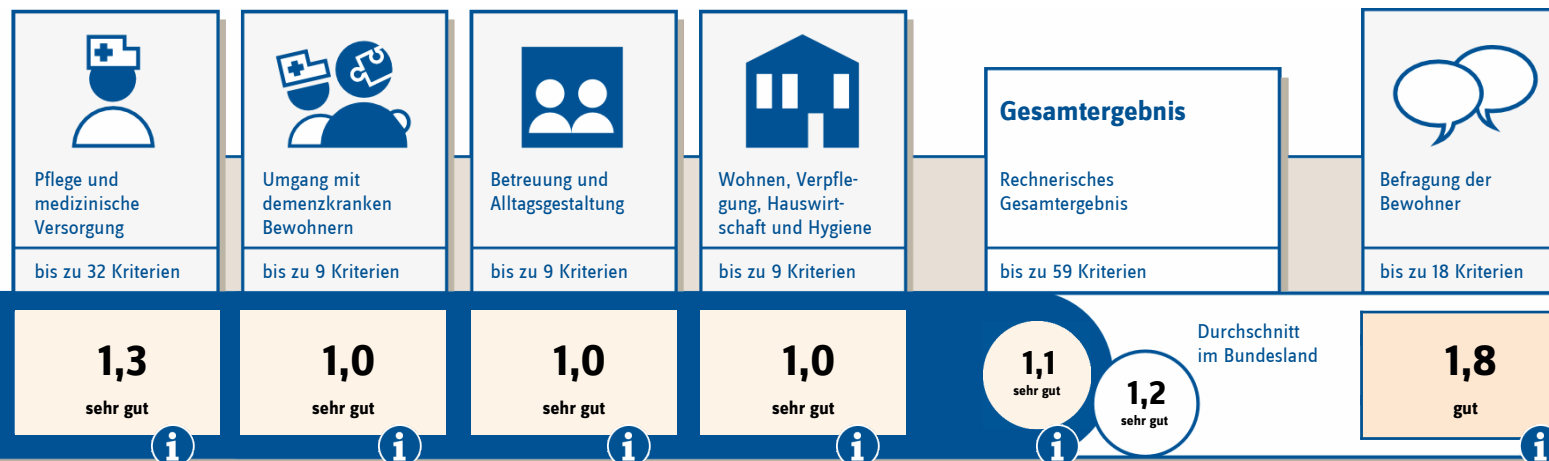 Pflege und
medizinische
Versorgung
bis zu 32 Kriterien
1,3
sehr gut
i
Umgang mit
demenzkranken
Bewohnern
bis zu 9 Kriterien
1,0
sehr gut
i
Betreuung und
Alltagsgestaltung
bis zu 9 Kriterien
1,0
sehr gut
i
Wohnen, Verpfle-
gung, Hauswirt-
schaft und Hygiene
bis zu 9 Kriterien
1,0
sehr gut
i
Gesamtergebnis
Rechnerisches
Gesamtergebnis
bis zu 59 Kriterien
1,1
sehr gut
i
Durchschnitt
im Bundesland
1,2
sehr gut
Befragung der
Bewohner
bis zu 18 Kriterien
1,8
gut
i